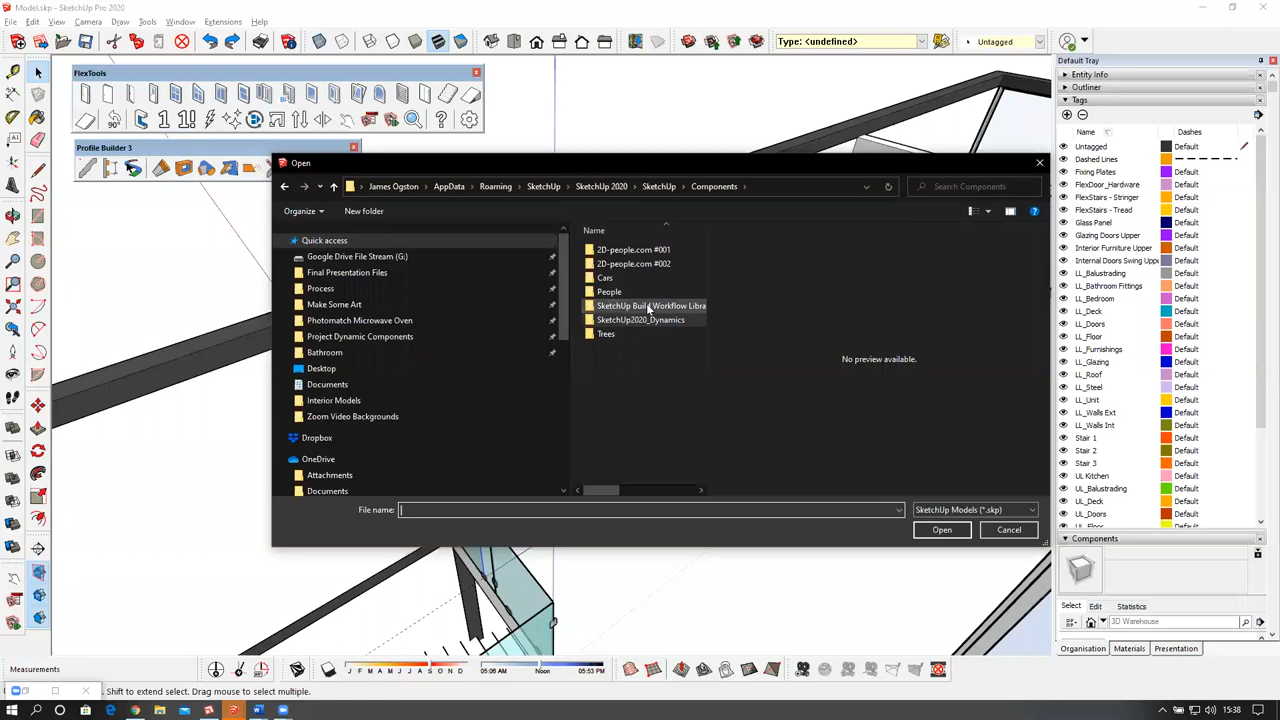 Model.skp - SketchUp Pro 2020
File Edit View Camera Draw Tools Window Extensions Help
Type: <undefined>
Untagged
FlexTools
Profile Builder 3
Open
James Ogston > AppData > Roaming > SketchUp > SketchUp 2020 > SketchUp > Components >
Search Components
Organize
New folder
Quick access
Google Drive File Stream (G:)
Final Presentation Files
Process
Make Some Art
Photomatch Microwave Oven
Project Dynamic Components
Bathroom
Desktop
Documents
Interior Models
Zoom Video Backgrounds
Dropbox
OneDrive
Attachments
Documents
Name
2D-people.com #001
2D-people.com #002
Cars
People
SketchUp Build Workflow Libra
SketchUp2020_Dynamics
Trees
No preview available.
File name:
SketchUp Models (*.skp)
Open
Cancel
Default Tray
Entity Info
Outliner
Tags
Name Dashes
Untagged Default
Dashed Lines
Fixing Plates Default
FlexDoor_Hardware Default
FlexStairs - Stringer Default
FlexStairs - Tread Default
Glass Panel Default
Glazing Doors Upper Default
Interior Furniture Upper Default
Internal Doors Swing Uppe Default
LL_Balustrading Default
LL_Bathroom Fittings Default
LL_Bedroom Default
LL_Deck Default
LL_Doors Default
LL_Floor Default
LL_Furnishings Default
LL_Glazing Default
LL_Roof Default
LL_Steel Default
LL_Unit Default
LL_Walls Ext Default
LL_Walls Int Default
Stair 1 Default
Stair 2 Default
Stair 3 Default
UL Kitchen Default
UL_Balustrading Default
UL_Deck Default
UL_Doors Default
UL_Floor Default
Components
Select Edit Statistics
3D Warehouse
Organisation Materials Presentation
Measurements
J F M A M J J A S O N D
05:06 AM Noon 05:53 PM
Shift to extend select. Drag mouse to select multiple.
15:38